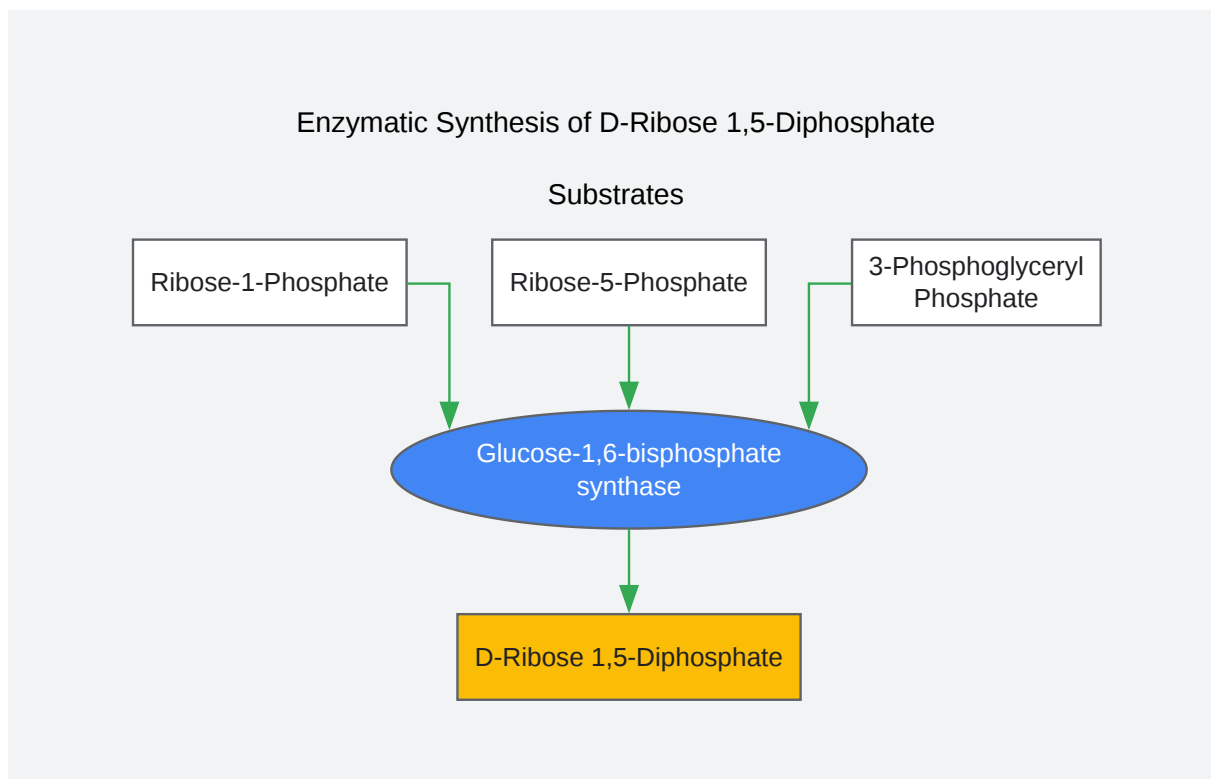 Enzymatic Synthesis of D-Ribose 1,5-Diphosphate
Substrates
Ribose-1-Phosphate
Ribose-5-Phosphate
3-Phosphoglyceryl
Phosphate
Glucose-1,6-bisphosphate
synthase
D-Ribose 1,5-Diphosphate